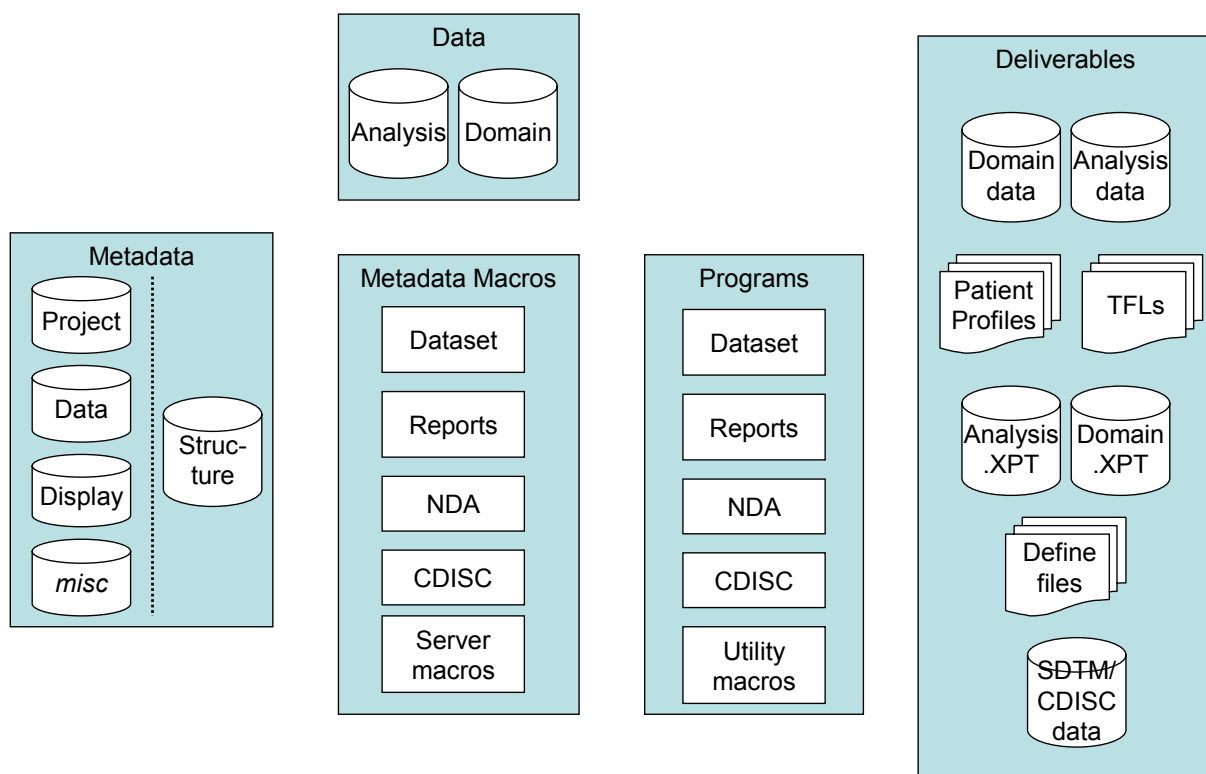 Data
Analysis
Domain
Metadata
Project
Data
Display
misc
Struc-
ture
Metadata Macros
Dataset
Reports
NDA
CDISC
Server
macros
Programs
Dataset
Reports
NDA
CDISC
Utility
macros
Deliverables
Domain
data
Analysis
data
Patient
Profiles
TFLs
Analysis
.XPT
Domain
.XPT
Define
files
SDTM/
CDISC
data